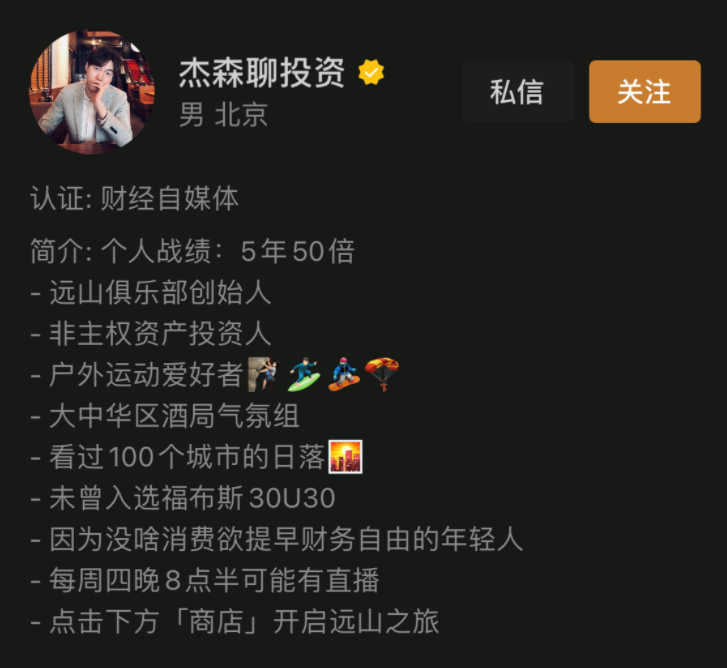 杰森聊投资
私信
关注
男 北京
认证: 财经自媒体
简介: 个人战绩：5年50倍
- 远山俱乐部创始人
- 非主权资产投资人
- 户外运动爱好者🧗🏄🏂🪂
- 大中华区酒局气氛组
- 看过100个城市的日落🌇
- 未曾入选福布斯30U30
- 因为没啥消费欲提早财务自由的年轻人
- 每周四晚8点半可能有直播
- 点击下方「商店」开启远山之旅